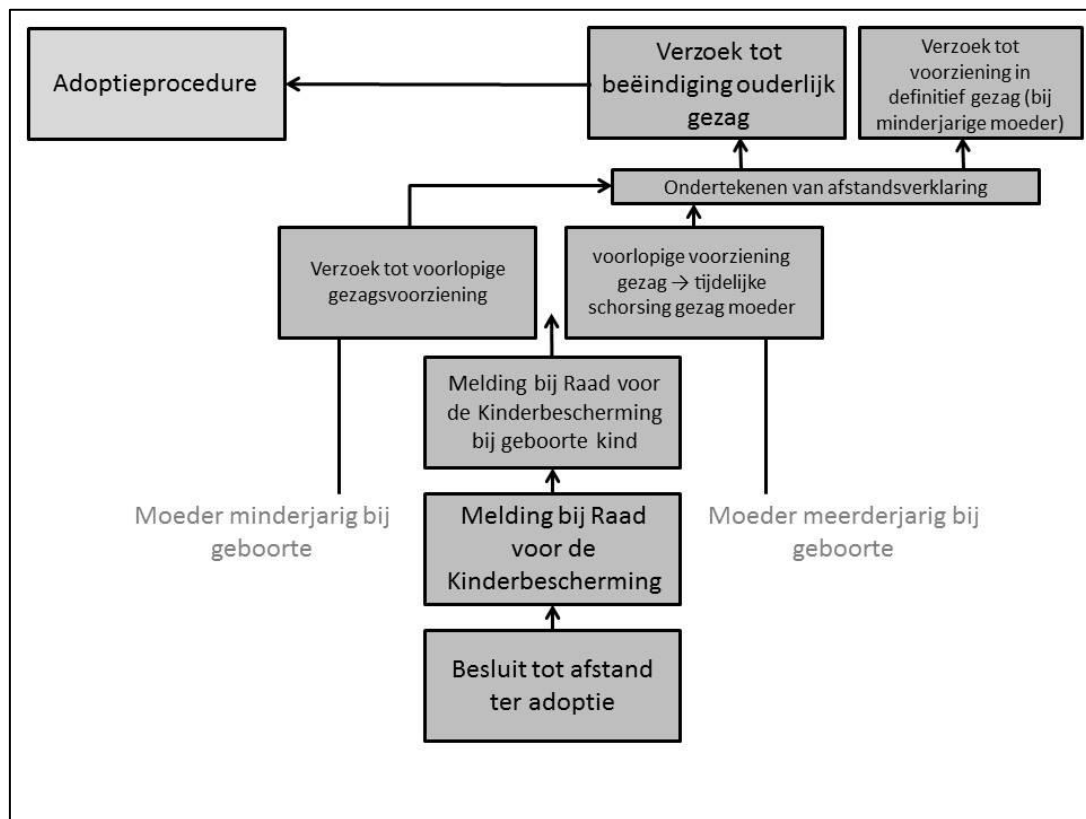 Adoptieprocedure
Verzoek tot
beëindiging ouderlijk
gezag
Verzoek tot
voorziening in
definitief gezag (bij
minderjarige moeder)
Ondertekenen van afstandsverklaring
Verzoek tot voorlopige
gezagsvoorziening
voorlopige voorziening
gezag → tijdelijke
schorsing gezag moeder
Melding bij Raad voor
de Kinderbescherming
bij geboorte kind
Moeder minderjarig bij
geboorte
Melding bij Raad
voor de
Kinderbescherming
Moeder meerderjarig bij
geboorte
Besluit tot afstand
ter adoptie